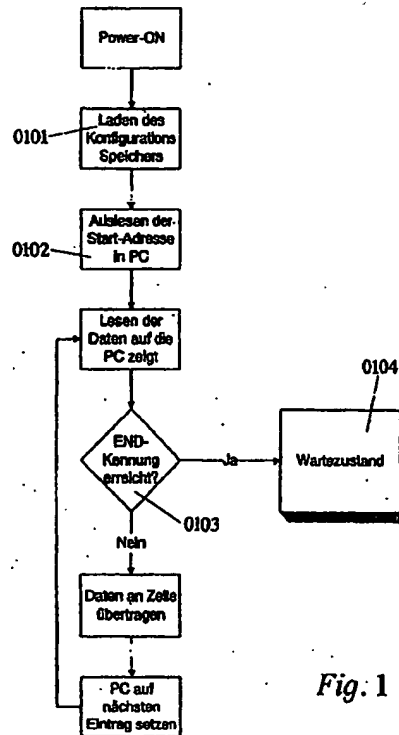 Power-ON
0101
Laden des
Konfigurations
Speichers
0102
Auslesen der
Start-Adresse
in PC
Lesen der
Daten auf die
PC zeigt
END-
Kennung
erreicht?
0103
Ja
0104
Wartezustand
Nein
Daten an Zelle
übertragen
PC auf
nächsten
Eintrag setzen
Fig. 1